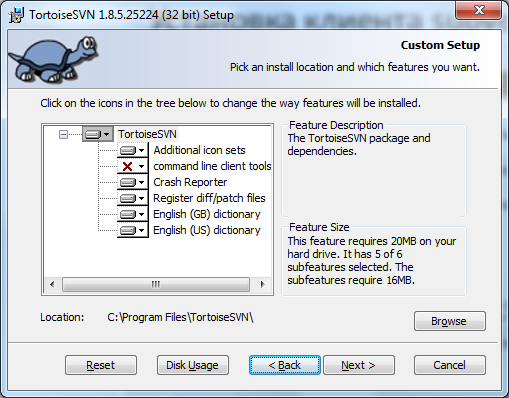 TortoiseSVN 1.8.5.25224 (32 bit) Setup
Custom Setup
Pick an install location and which features you want.
Click on the icons in the tree below to change the way features will be installed.
TortoiseSVN
Additional icon sets
command line client tools
Crash Reporter
Register diff/patch files
English (GB) dictionary
English (US) dictionary
Feature Description
The TortoiseSVN package and
dependencies.
Feature Size
This feature requires 20MB on your
hard drive. It has 5 of 6
subfeatures selected. The
subfeatures require 16MB.
Location: C:\Program Files\TortoiseSVN\
Browse
Reset Disk Usage < Back Next > Cancel